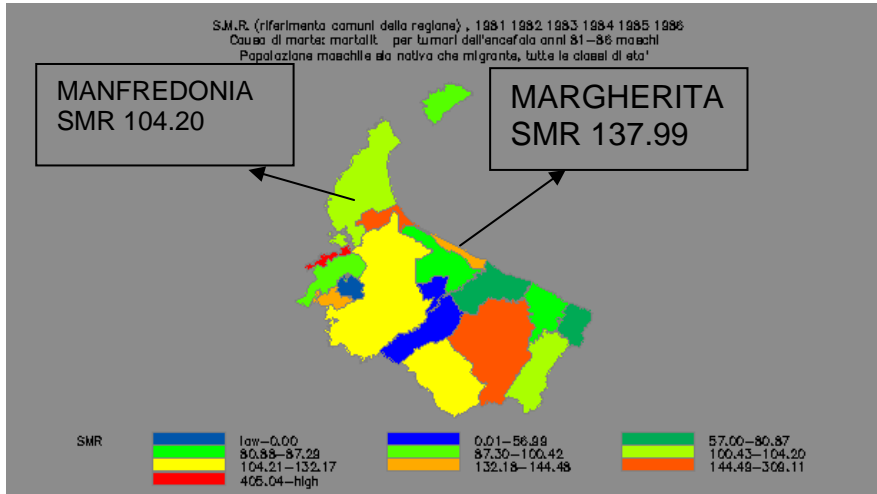 S.M.R. (riferimento comuni della regione) , 1981 1982 1983 1984 1985 1986
Causa di morte: mortalit   per tumori dell'encefalo anni 81-86 maschi
Popolazione maschile sia nativa che migrante, tutte le classi di eta'
MANFREDONIA
SMR 104.20
MARGHERITA
SMR 137.99
SMR
low-0.00
0.01-56.99
57.00-80.87
80.88-87.29
87.30-100.42
100.43-104.20
104.21-132.17
132.18-144.48
144.49-309.11
405.04-high